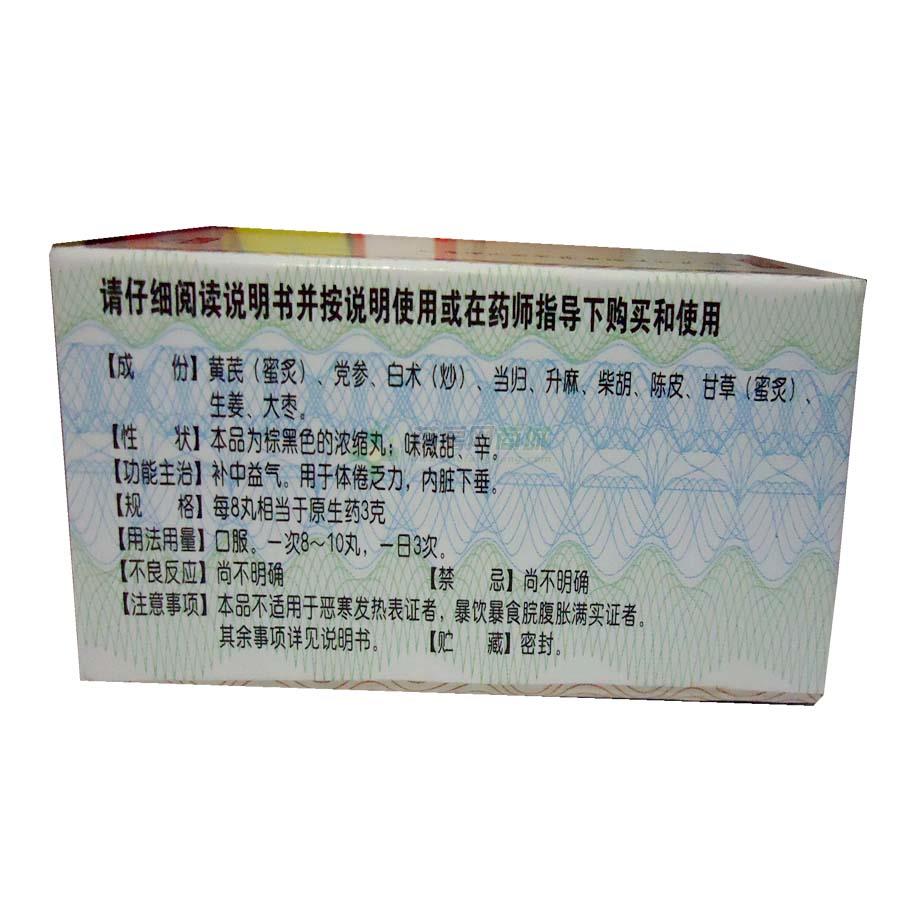 请仔细阅读说明书并按说明使用或在药师指导下购买和使用
【成 份】黄芪（蜜炙）、党参、白术（炒）、当归、升麻、柴胡、陈皮、甘草（蜜炙）、
生姜、大枣。
【性 状】本品为棕黑色的浓缩丸；味微甜、辛。
【功能主治】补中益气。用于体倦乏力，内脏下垂。
【规 格】每8丸相当于原生药3克
【用法用量】口服。一次8～10丸，一日3次。
【不良反应】尚不明确 【禁 忌】尚不明确
【注意事项】本品不适用于恶寒发热表证者，暴饮暴食脘腹胀满实证者。
其余事项详见说明书。 【贮 藏】密封。